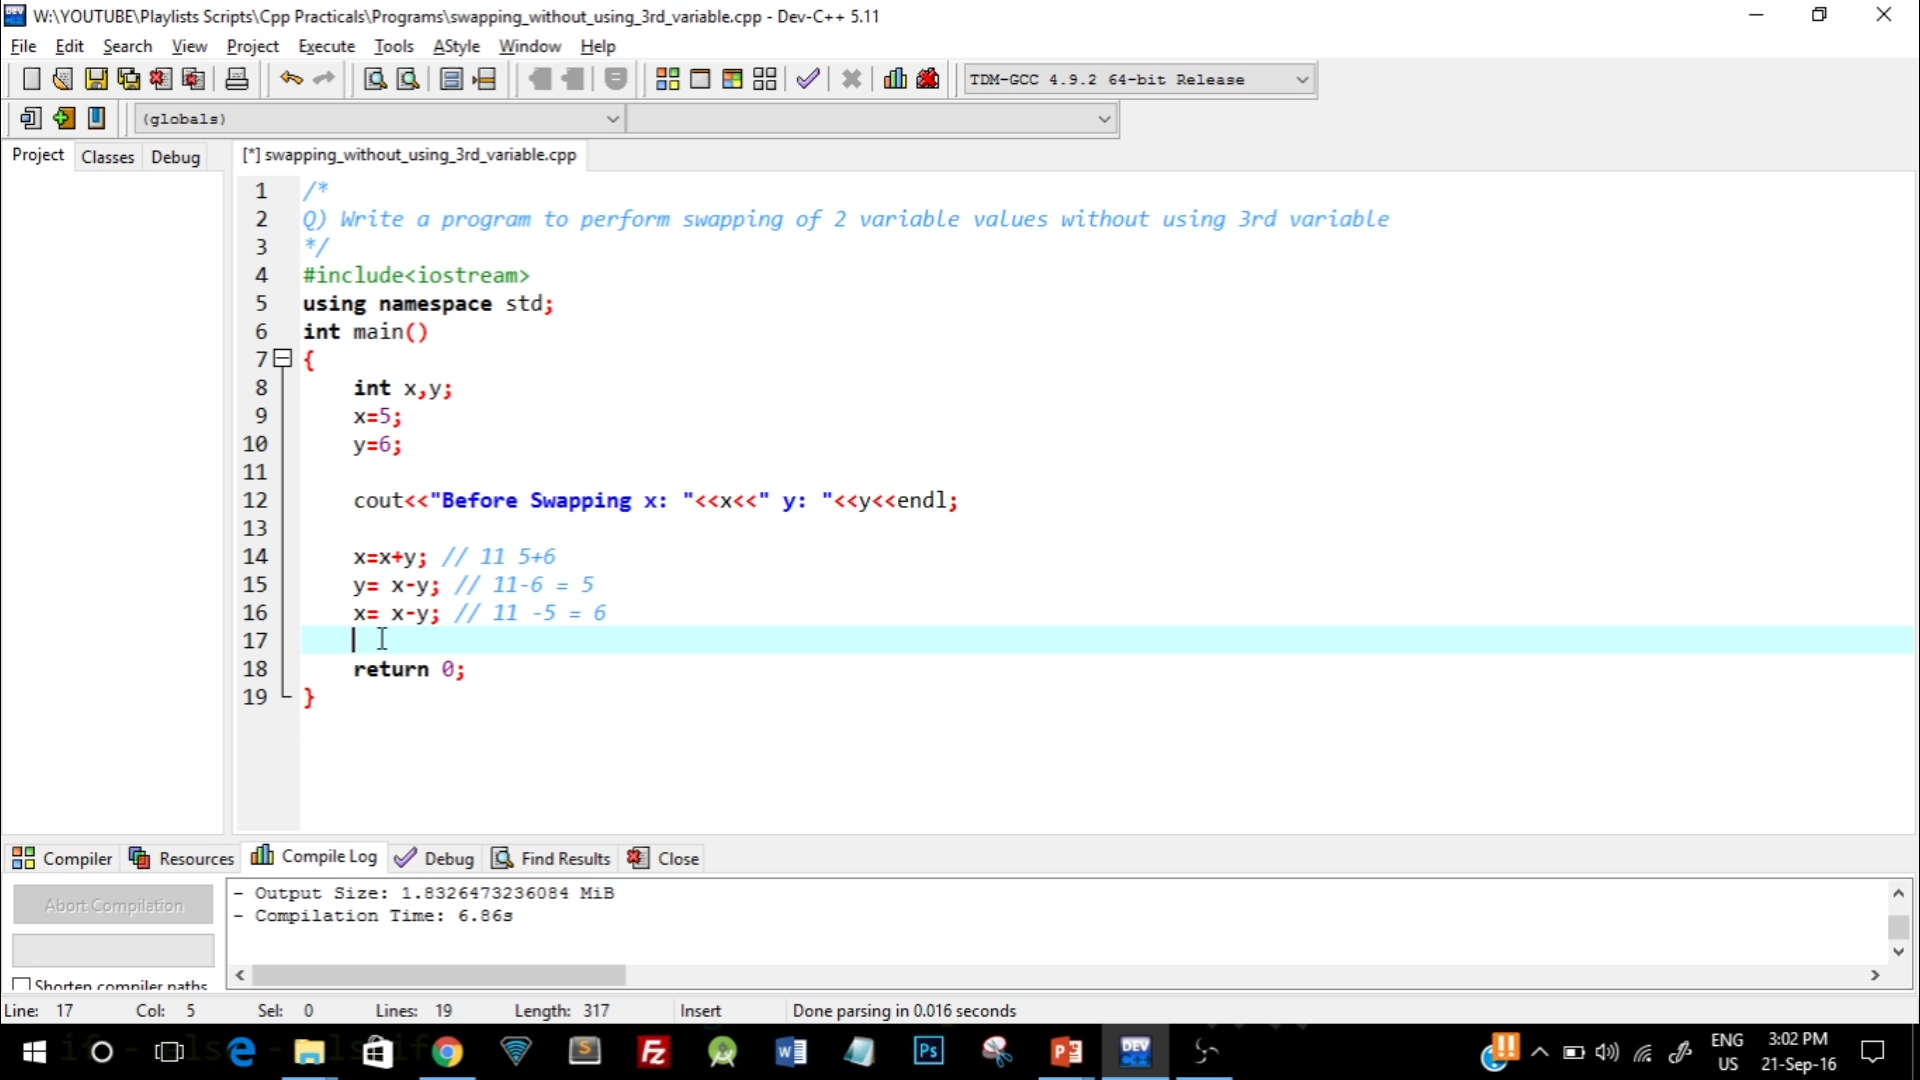 W:\YOUTUBE\Playlists Scripts\Cpp Practicals\Programs\swapping_without_using_3rd_variable.cpp - Dev-C++ 5.11
File Edit Search View Project Execute Tools AStyle Window Help
TDM-GCC 4.9.2 64-bit Release
(globals)
Project Classes Debug [*] swapping_without_using_3rd_variable.cpp
1 /*
2 Q) Write a program to perform swapping of 2 variable values without using 3rd variable
3 */
4 #include<iostream>
5 using namespace std;
6 int main()
7 {
8 int x,y;
9 x=5;
10 y=6;
11
12 cout<<"Before Swapping x: "<<x<<" y: "<<y<<endl;
13
14 x=x+y; // 11 5+6
15 y= x-y; // 11-6 = 5
16 x= x-y; // 11 -5 = 6
17
18 return 0;
19 }
Compiler Resources Compile Log Debug Find Results Close
Abort Compilation
- Output Size: 1.8326473236084 MiB
- Compilation Time: 6.86s
Shorten compiler paths
Line: 17 Col: 5 Sel: 0 Lines: 19 Length: 317 Insert Done parsing in 0.016 seconds
ENG 3:02 PM
US 21-Sep-16